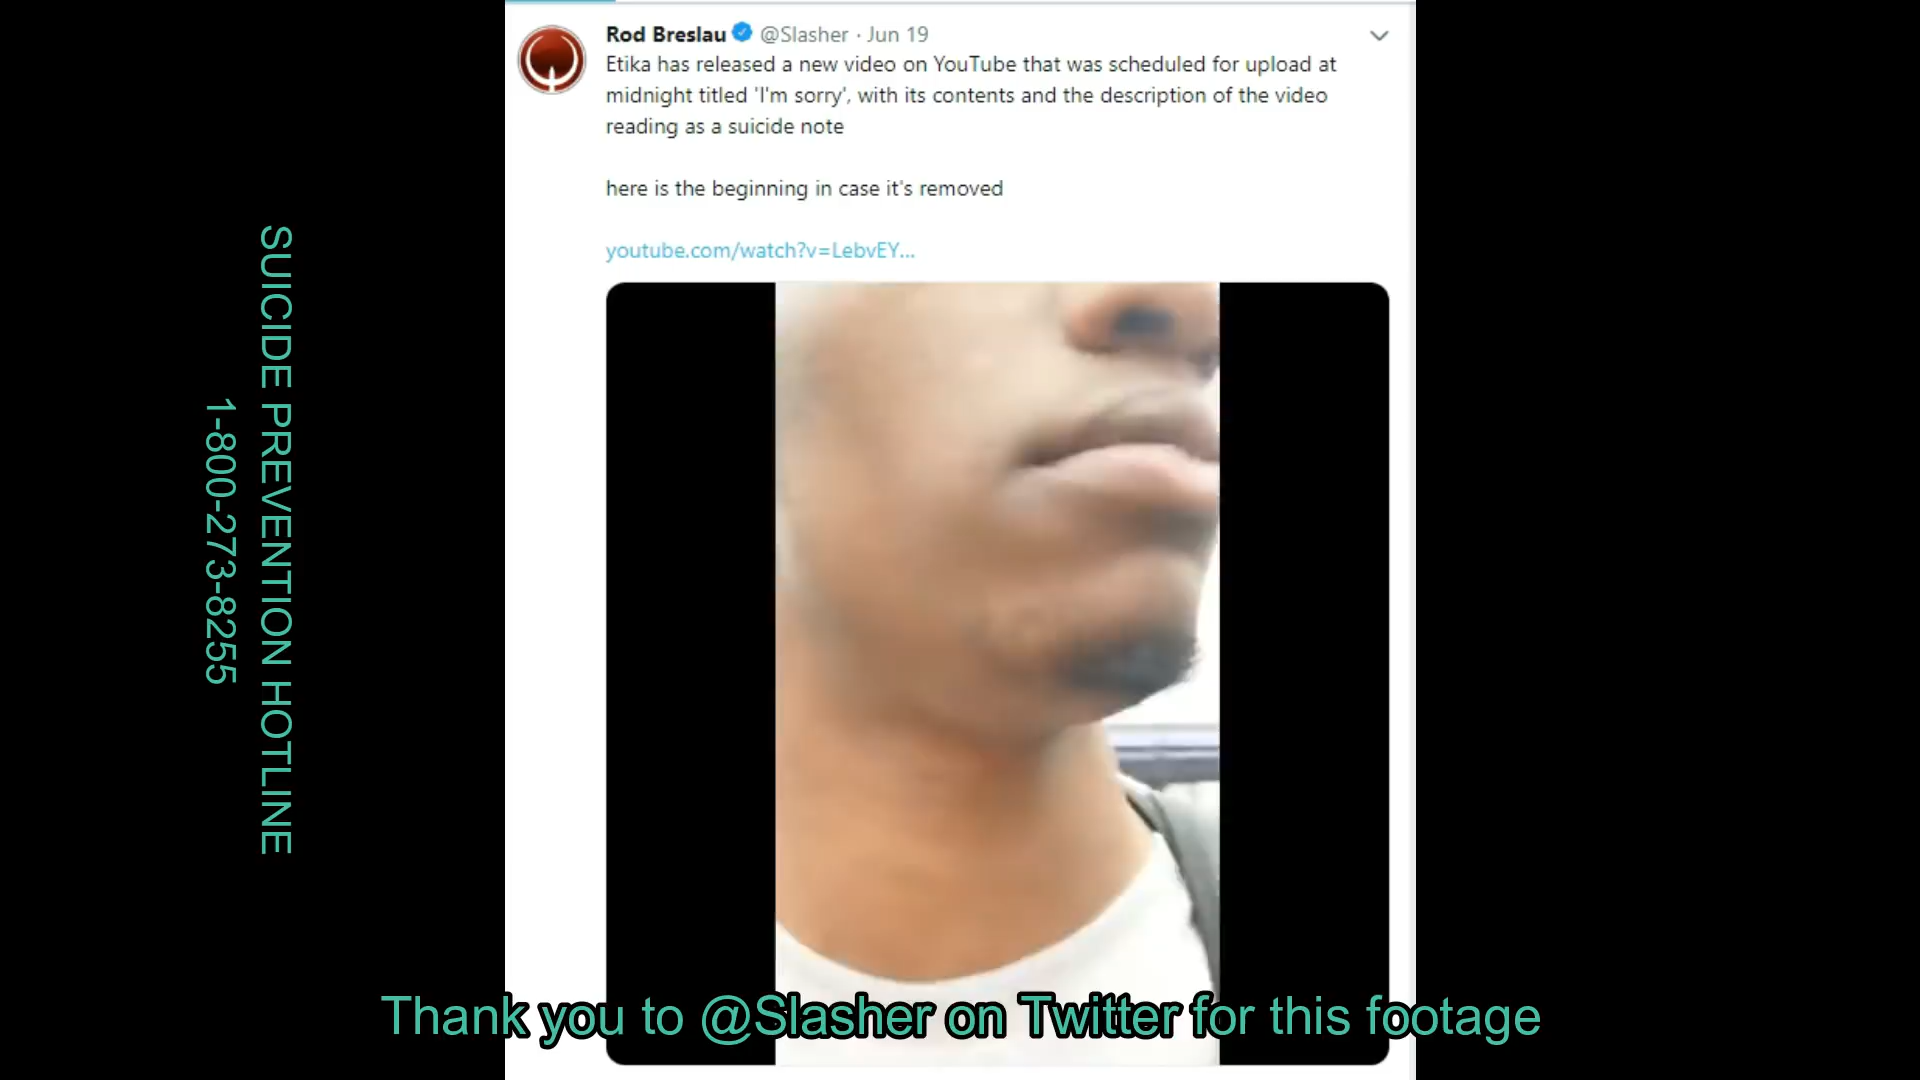 Rod Breslau @Slasher · Jun 19
Etika has released a new video on YouTube that was scheduled for upload at
midnight titled 'I'm sorry', with its contents and the description of the video
reading as a suicide note
here is the beginning in case it's removed
youtube.com/watch?v=LebvEY...
SUICIDE PREVENTION HOTLINE
1-800-273-8255
Thank you to @Slasher on Twitter for this footage